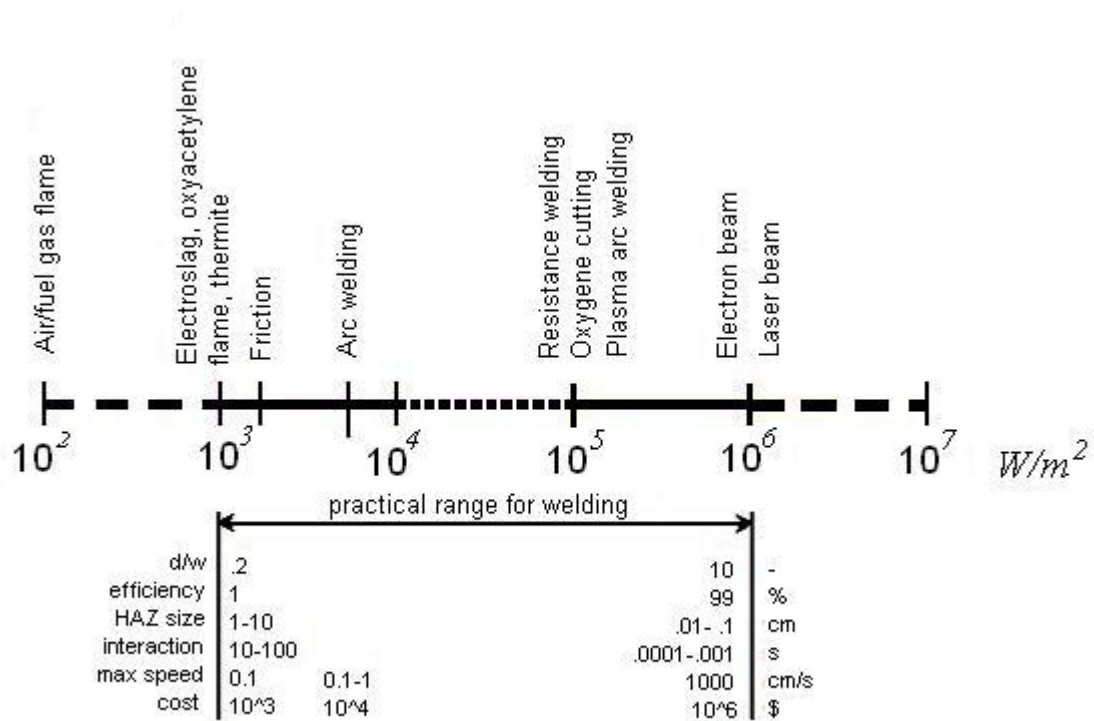 Air/fuel gas flame
Electroslag, oxyacetylene
flame, thermite
Friction
Arc welding
Resistance welding
Oxygene cutting
Plasma arc welding
Electron beam
Laser beam
10^2 10^3 10^4 10^5 10^6 10^7 W/m^2
practical range for welding
d/w .2 10 -
efficiency 1 99 %
HAZ size 1-10 .01- .1 cm
interaction 10-100 .0001-.001 s
max speed 0.1 0.1-1 1000 cm/s
cost 10^3 10^4 10^6 $